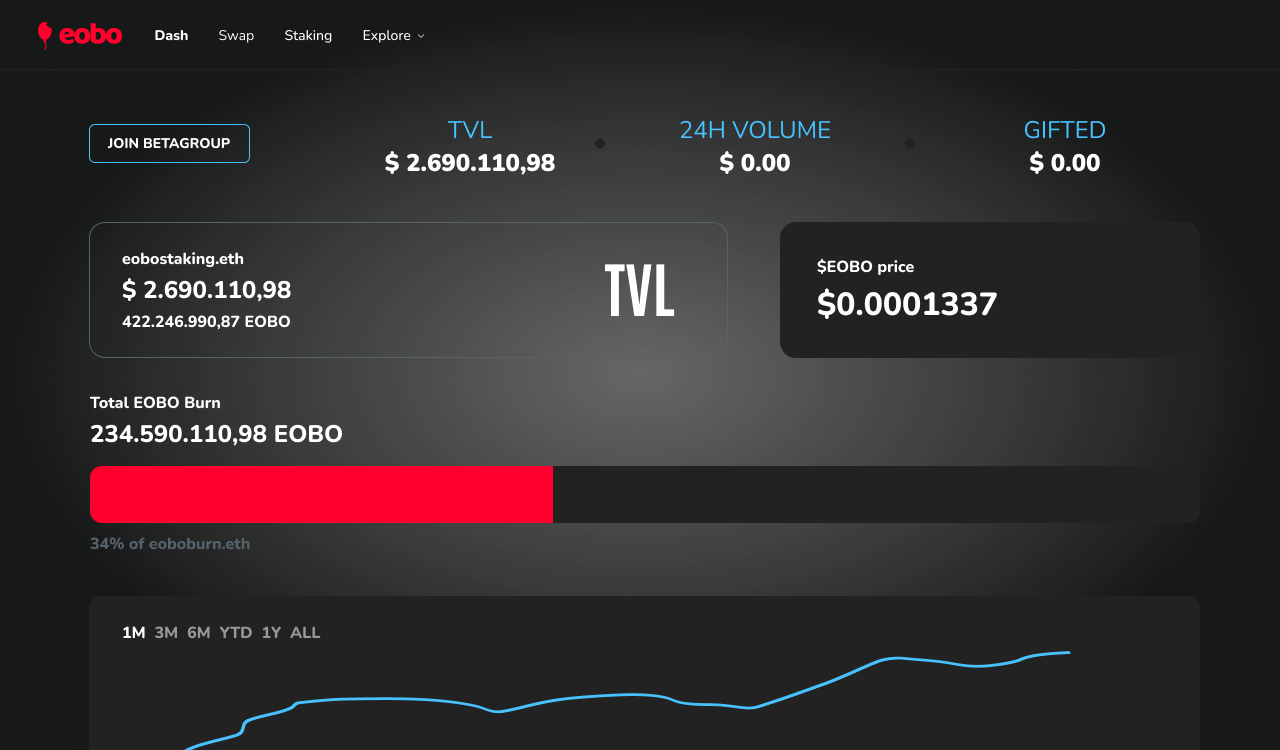 eobo Dash Swap Staking Explore
JOIN BETAGROUP
TVL 24H VOLUME GIFTED
$ 2.690.110,98 $ 0.00 $ 0.00
eobostaking.eth
$ 2.690.110,98
422.246.990,87 EOBO
TVL
$EOBO price
$0.0001337
Total EOBO Burn
234.590.110,98 EOBO
34% of eoboburn.eth
1M 3M 6M YTD 1Y ALL